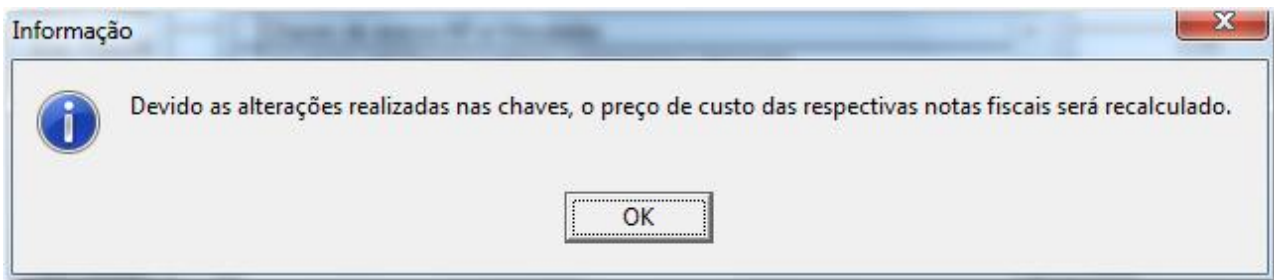 Informação
Devido as alterações realizadas nas chaves, o preço de custo das respectivas notas fiscais será recalculado.
OK